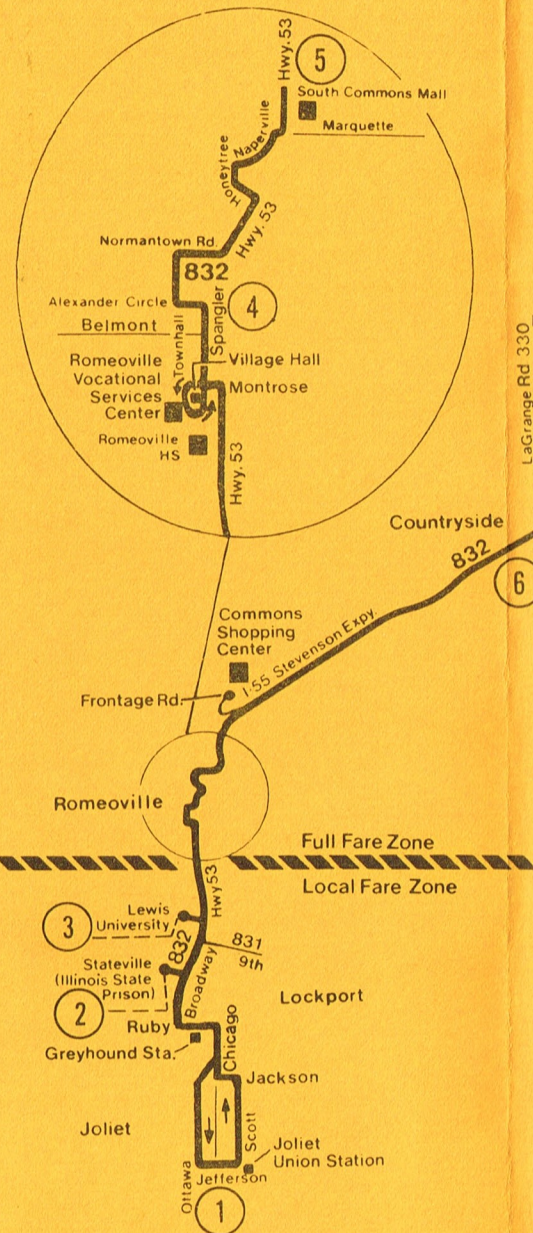 Hwy. 53
5
South Commons Mall
Marquette
Naperville
Honeytree
Hwy. 53
Normantown Rd.
832
Alexander Circle
4
Spangler
Belmont
Townhall
Romeoville
Vocational
Services
Center
Village Hall
Montrose
Romeoville
HS
Hwy. 53
LaGrange Rd 330
Countryside
832
6
Commons
Shopping
Center
I-55 Stevenson Expy.
Frontage Rd.
Romeoville
Full Fare Zone
Local Fare Zone
Hwy53
3
Lewis
University
832
831
9th
Broadway
Stateville
(Illinois State
Prison)
2
Lockport
Ruby
Greyhound Sta.
Chicago
Jackson
Joliet
Scott
Joliet
Union Station
Ottawa
Jefferson
1